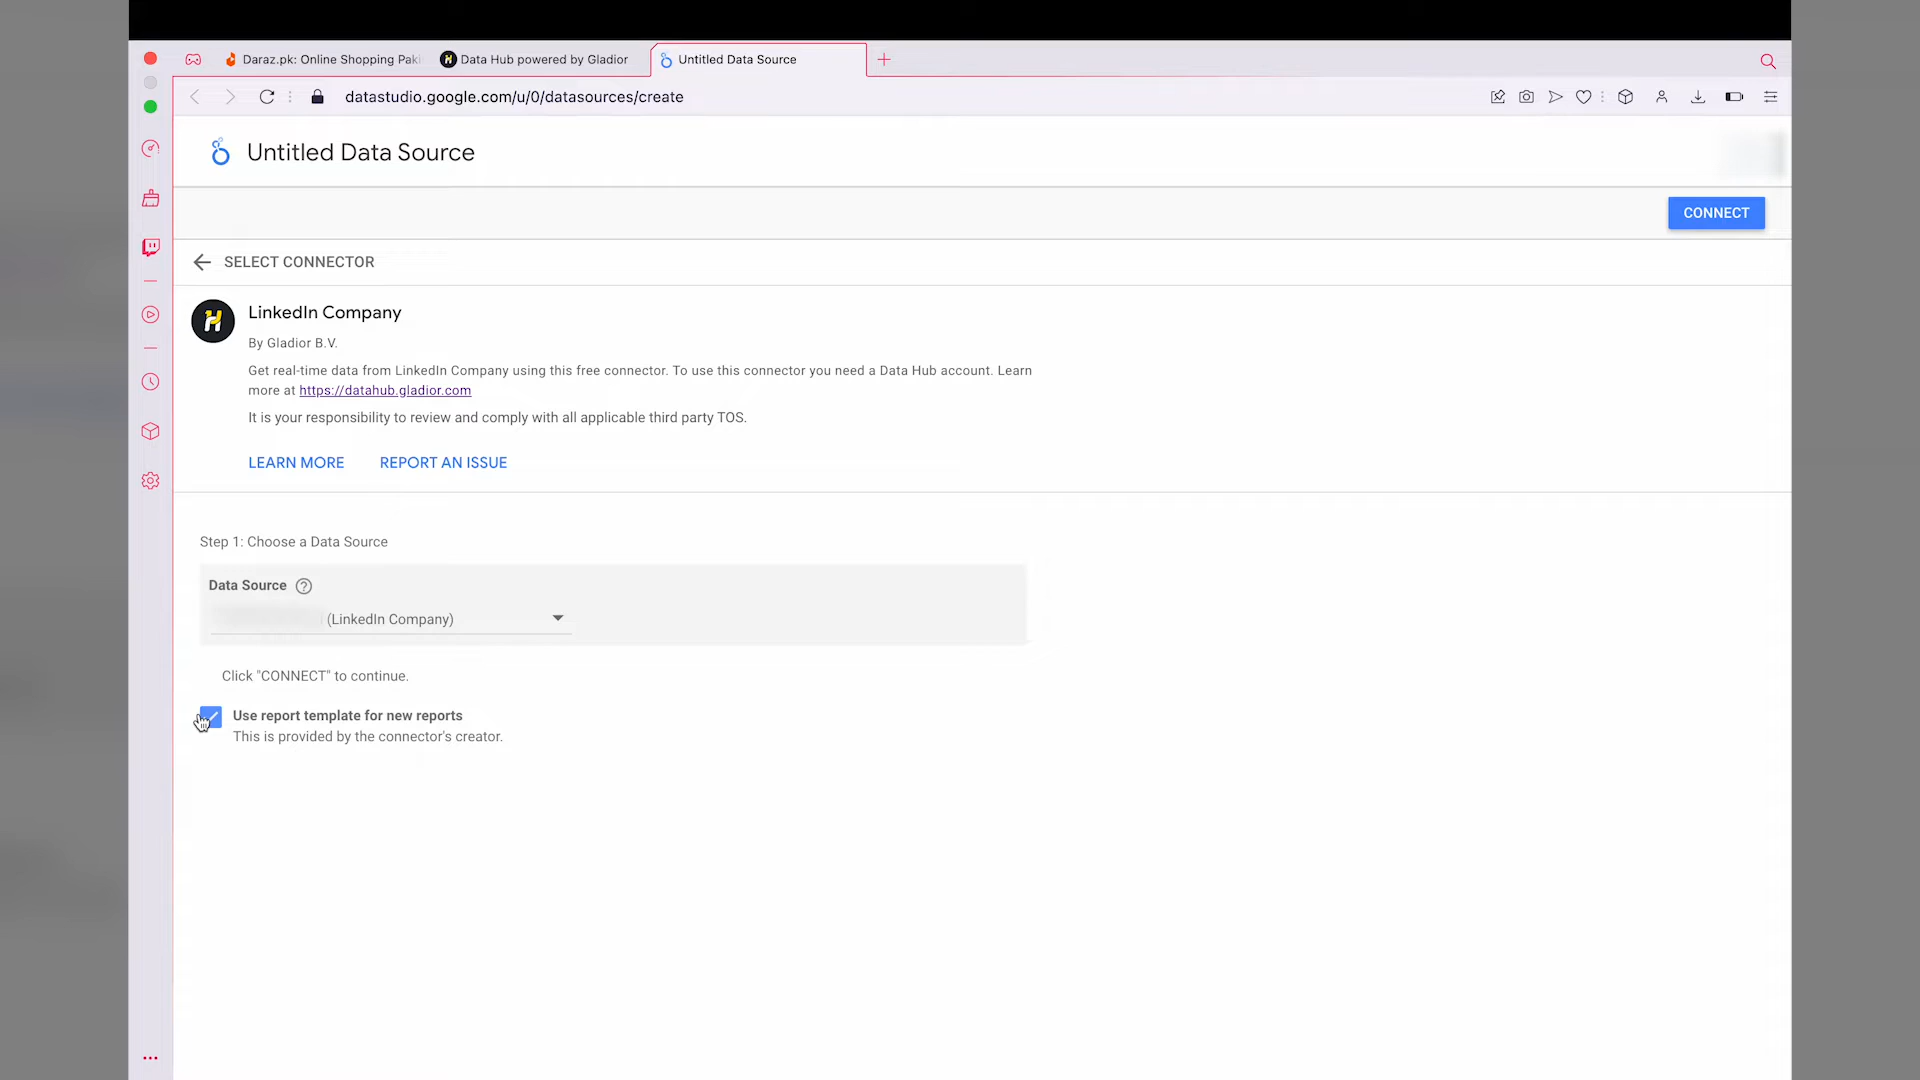 Daraz.pk: Online Shopping Paki
Data Hub powered by Gladior
Untitled Data Source
datastudio.google.com/u/0/datasources/create
Untitled Data Source
CONNECT
SELECT CONNECTOR
LinkedIn Company
By Gladior B.V.
Get real-time data from LinkedIn Company using this free connector. To use this connector you need a Data Hub account. Learn
more at https://datahub.gladior.com
It is your responsibility to review and comply with all applicable third party TOS.
LEARN MORE REPORT AN ISSUE
Step 1: Choose a Data Source
Data Source
(LinkedIn Company)
Click "CONNECT" to continue.
Use report template for new reports
This is provided by the connector's creator.